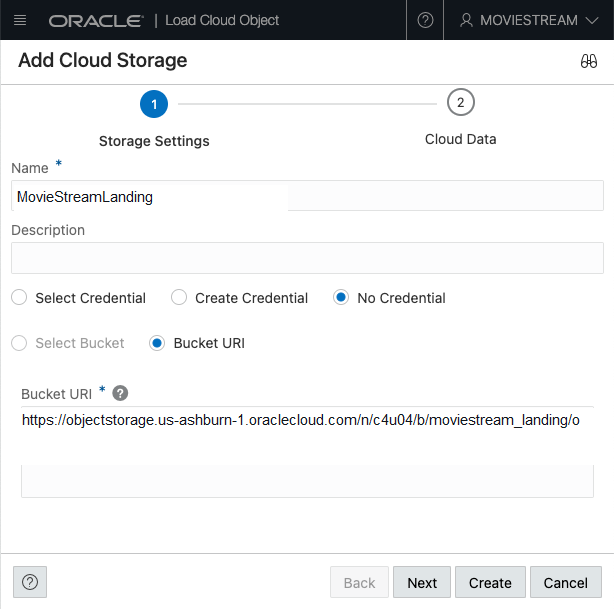 ORACLE | Load Cloud Object ? MOVIESTREAM
Add Cloud Storage
1 2
Storage Settings Cloud Data
Name *
MovieStreamLanding
Description
Select Credential Create Credential No Credential
Select Bucket Bucket URI
Bucket URI * ?
https://objectstorage.us-ashburn-1.oraclecloud.com/n/c4u04/b/moviestream_landing/o
? Back Next Create Cancel